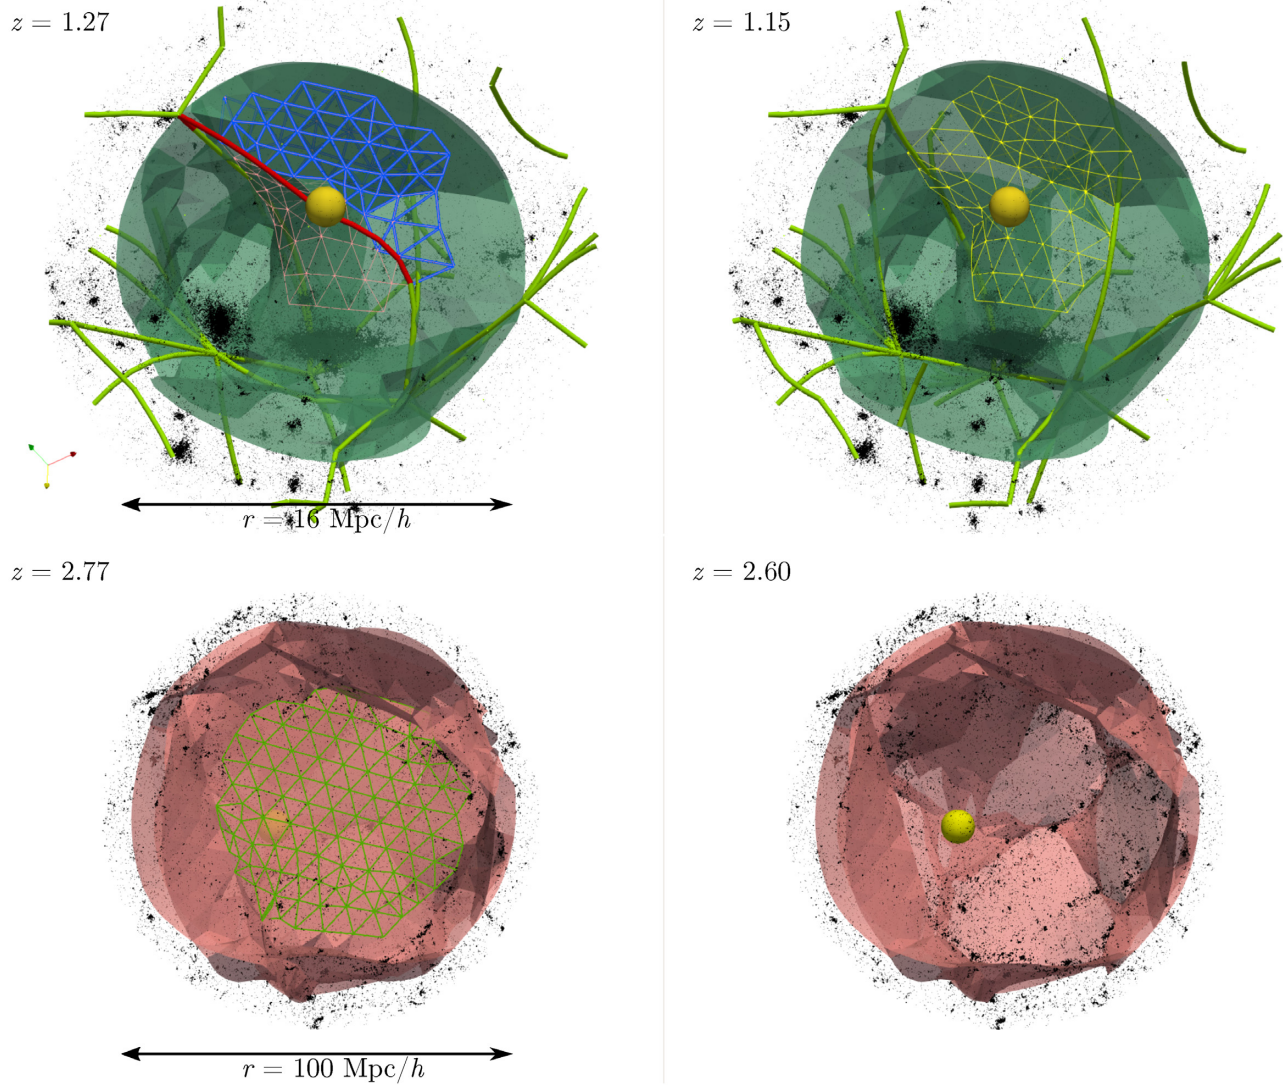 z = 1.27
z = 1.15
r = 16 Mpc/h
z = 2.77
z = 2.60
r = 100 Mpc/h